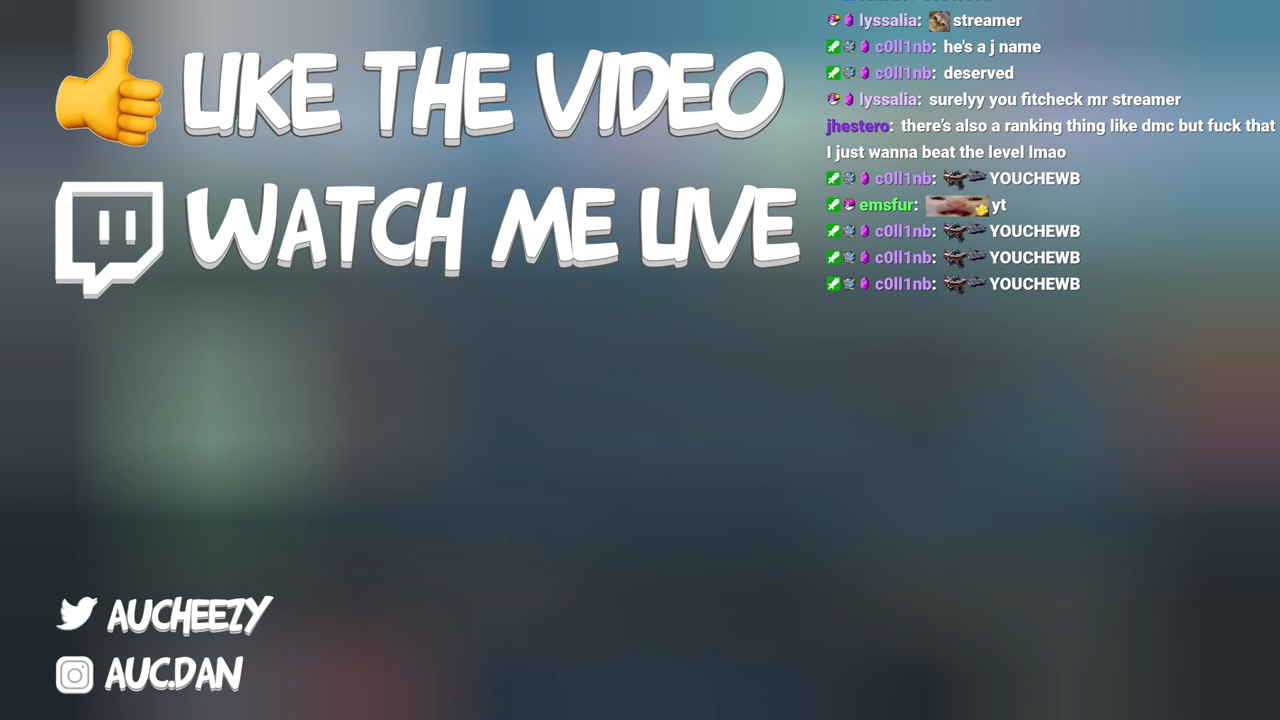 LIKE THE VIDEO
WATCH ME LIVE
lyssalia: streamer
c0ll1nb: he's a j name
c0ll1nb: deserved
lyssalia: surelyy you fitcheck mr streamer
jhestero: there's also a ranking thing like dmc but fuck that
I just wanna beat the level lmao
c0ll1nb: YOUCHEWB
emsfur: yt
c0ll1nb: YOUCHEWB
c0ll1nb: YOUCHEWB
c0ll1nb: YOUCHEWB
AUCHEEZY
AUC.DAN